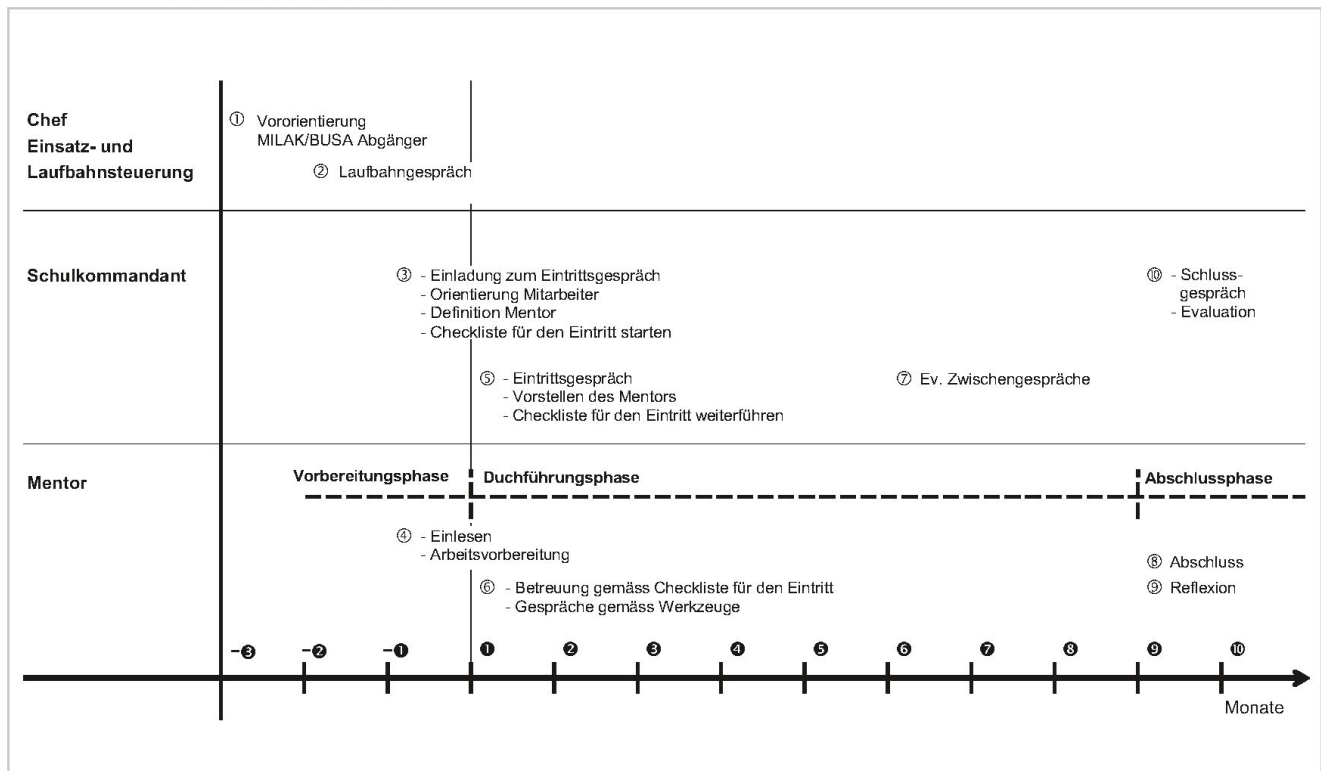 Chef
Einsatz- und
Laufbahnsteuerung
① Vororientierung
MILAK/BUSA Abgänger
② Laufbahngespräch
Schulkommandant
③ - Einladung zum Eintrittsgespräch
- Orientierung Mitarbeiter
- Definition Mentor
- Checkliste für den Eintritt starten
⑩ - Schluss-
gespräch
- Evaluation
⑤ - Eintrittsgespräch
- Vorstellen des Mentors
- Checkliste für den Eintritt weiterführen
⑦ Ev. Zwischengespräche
Mentor
Vorbereitungsphase
Duchführungsphase
Abschlussphase
④ - Einlesen
- Arbeitsvorbereitung
⑥ - Betreuung gemäss Checkliste für den Eintritt
- Gespräche gemäss Werkzeuge
⑧ Abschluss
⑨ Reflexion
-❸ -❷ -❶ ❶ ❷ ❸ ❹ ❺ ❻ ❼ ❽ ❾ ❿
Monate